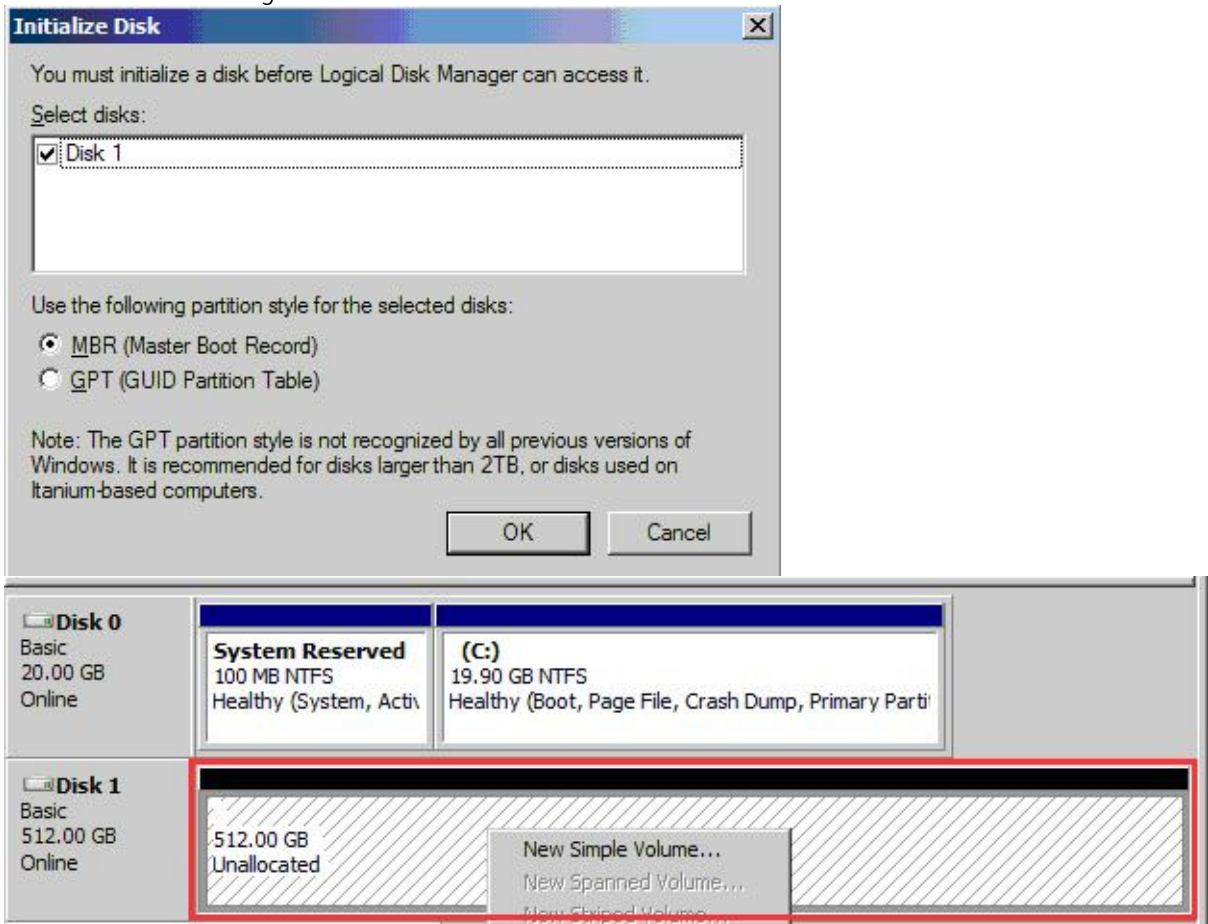 Initialize Disk
You must initialize a disk before Logical Disk Manager can access it.
Select disks:
Disk 1
Use the following partition style for the selected disks:
MBR (Master Boot Record)
GPT (GUID Partition Table)
Note: The GPT partition style is not recognized by all previous versions of
Windows. It is recommended for disks larger than 2TB, or disks used on
Itanium-based computers.
OK Cancel
Disk 0
Basic
20.00 GB
Online
System Reserved
100 MB NTFS
Healthy (System, Activ
(C:)
19.90 GB NTFS
Healthy (Boot, Page File, Crash Dump, Primary Parti
Disk 1
Basic
512.00 GB
Online
512.00 GB
Unallocated
New Simple Volume...
New Spanned Volume...
New Striped Volume...